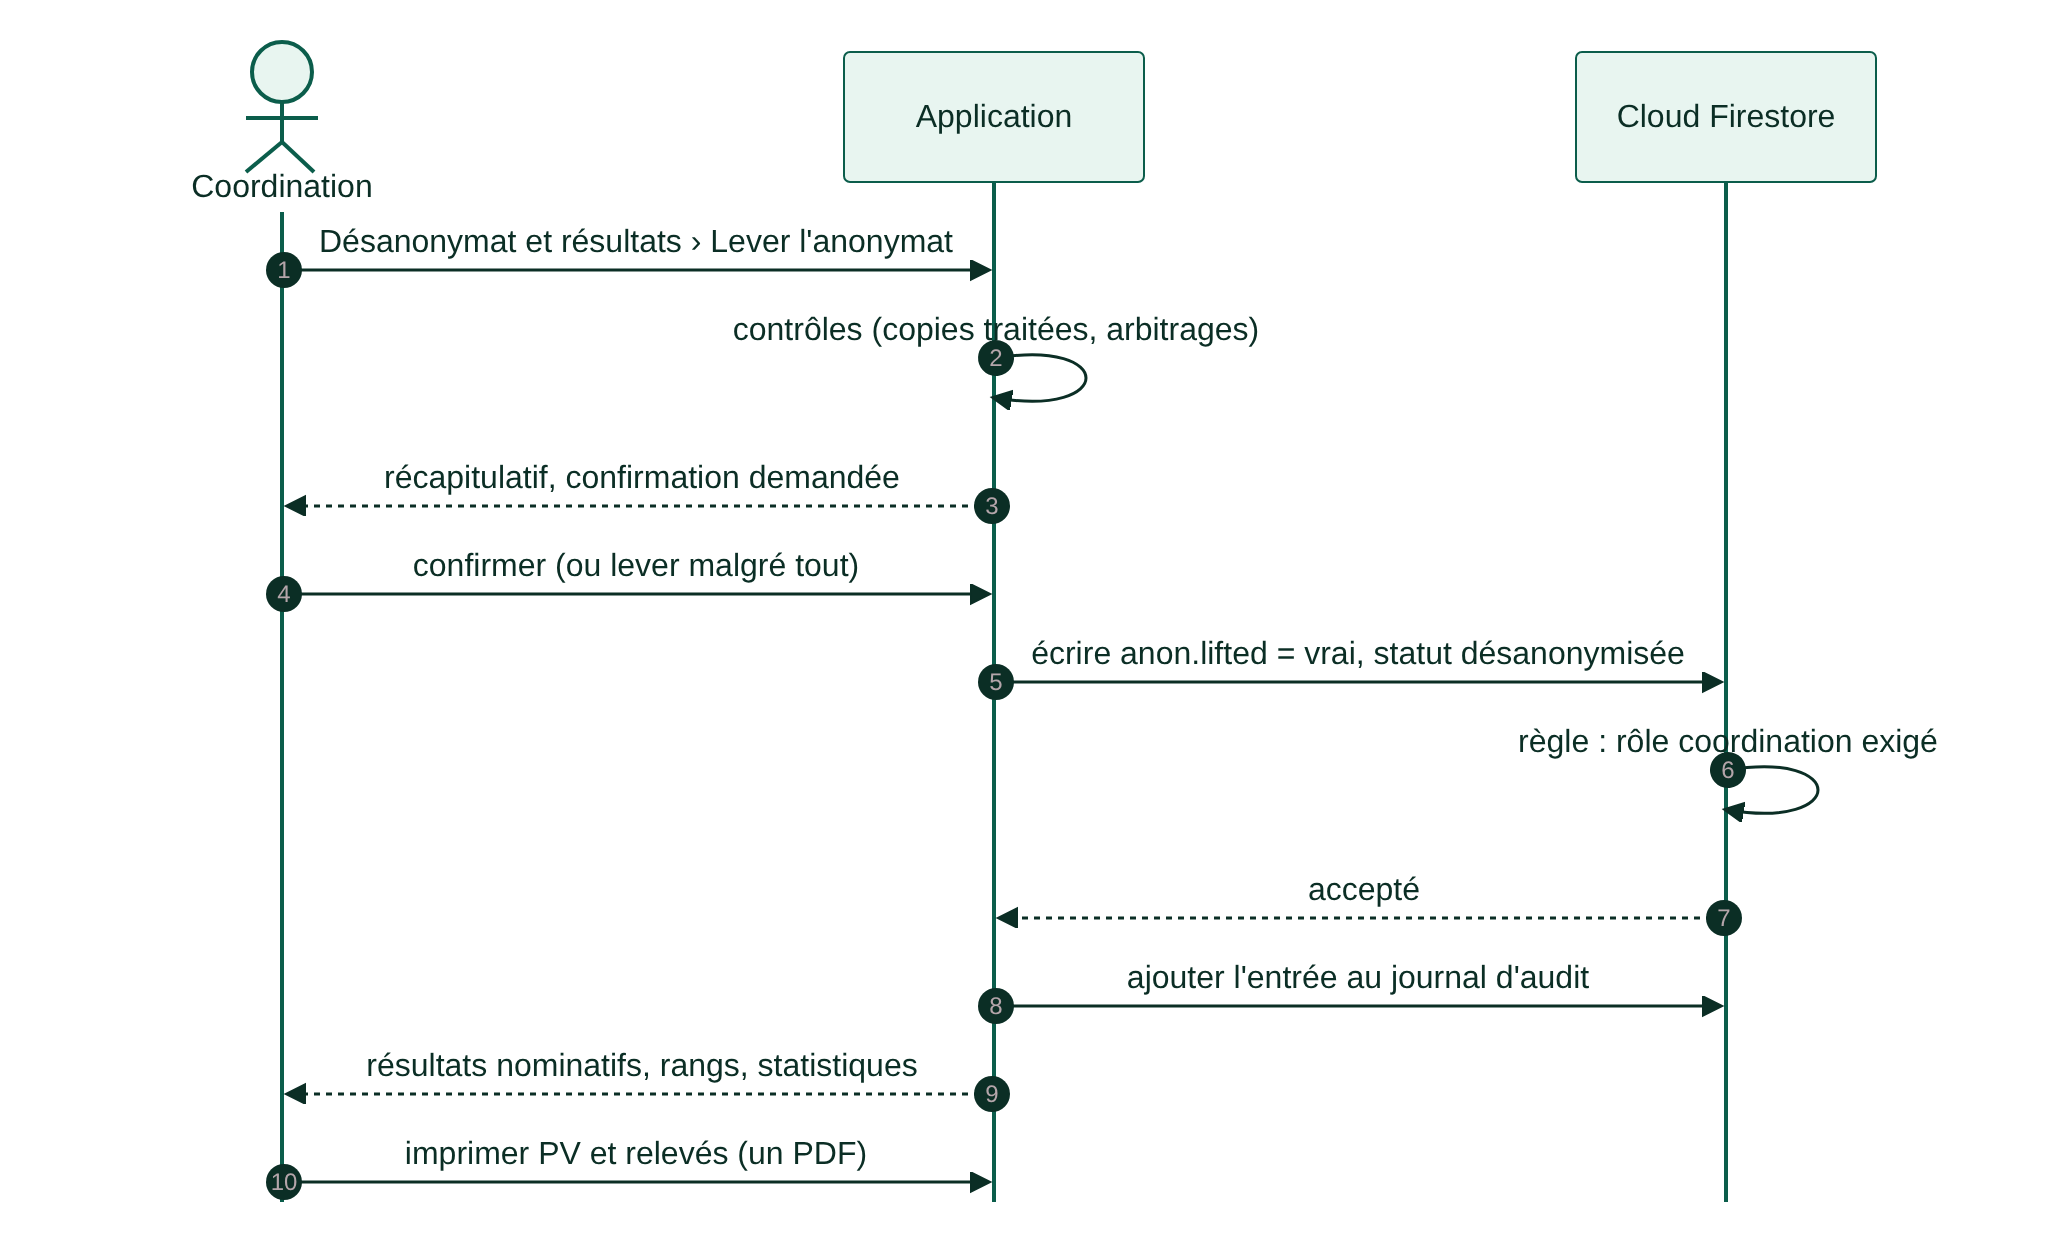 Coordination
Application
Cloud Firestore
Désanonymat et résultats › Lever l'anonymat
1
contrôles (copies traitées, arbitrages)
2
récapitulatif, confirmation demandée
3
confirmer (ou lever malgré tout)
4
écrire anon.lifted = vrai, statut désanonymisée
5
règle : rôle coordination exigé
6
accepté
7
ajouter l'entrée au journal d'audit
8
résultats nominatifs, rangs, statistiques
9
imprimer PV et relevés (un PDF)
10